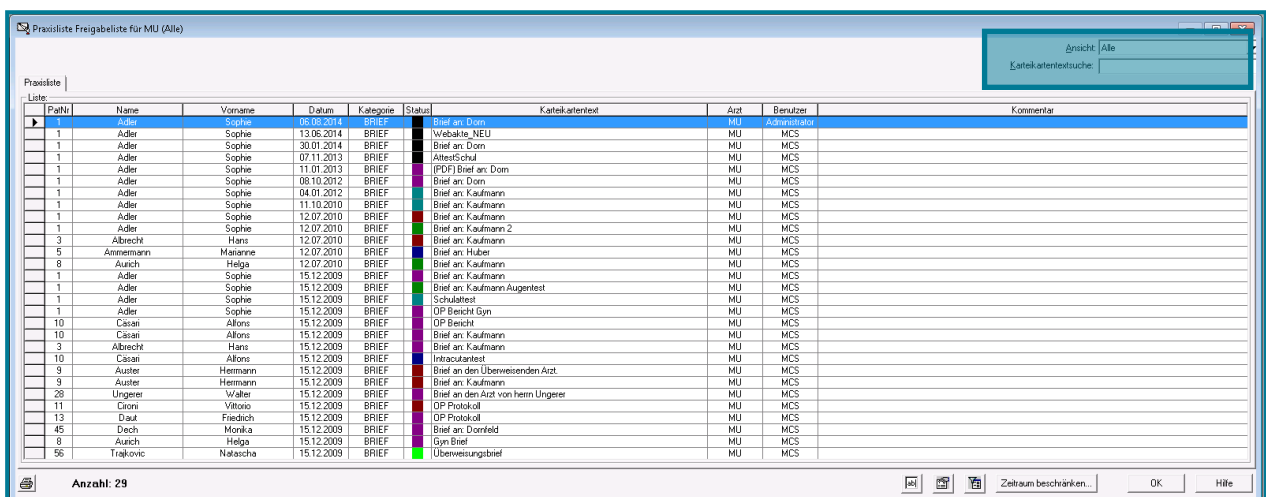 Praxisliste Freigabeliste für MU (Alle)
Ansicht: Alle
Karteikartentextsuche:
Praxisliste
Liste:
PatNr Name Vorname Datum Kategorie Status Karteikartentext Arzt Benutzer Kommentar
1 Adler Sophie 06.08.2014 BRIEF Brief an: Dorn MU Administrator
1 Adler Sophie 13.06.2014 BRIEF Webakte_NEU MU MCS
1 Adler Sophie 30.01.2014 BRIEF Brief an: Dorn MU MCS
1 Adler Sophie 07.11.2013 BRIEF AttestSchul MU MCS
1 Adler Sophie 11.01.2013 BRIEF (PDF) Brief an: Dorn MU MCS
1 Adler Sophie 08.10.2012 BRIEF Brief an: Dorn MU MCS
1 Adler Sophie 04.01.2012 BRIEF Brief an: Kaufmann MU MCS
1 Adler Sophie 11.10.2010 BRIEF Brief an: Kaufmann MU MCS
1 Adler Sophie 12.07.2010 BRIEF Brief an: Kaufmann MU MCS
1 Adler Sophie 12.07.2010 BRIEF Brief an: Kaufmann 2 MU MCS
3 Albrecht Hans 12.07.2010 BRIEF Brief an: Kaufmann MU MCS
5 Ammermann Marianne 12.07.2010 BRIEF Brief an: Huber MU MCS
8 Aurich Helga 12.07.2010 BRIEF Brief an: Kaufmann MU MCS
1 Adler Sophie 15.12.2009 BRIEF Brief an: Kaufmann MU MCS
1 Adler Sophie 15.12.2009 BRIEF Brief an: Kaufmann Augentest MU MCS
1 Adler Sophie 15.12.2009 BRIEF Schulattest MU MCS
1 Adler Sophie 15.12.2009 BRIEF OP Bericht Gyn MU MCS
10 Cäsari Alfons 15.12.2009 BRIEF OP Bericht MU MCS
10 Cäsari Alfons 15.12.2009 BRIEF Brief an: Kaufmann MU MCS
3 Albrecht Hans 15.12.2009 BRIEF Brief an: Kaufmann MU MCS
10 Cäsari Alfons 15.12.2009 BRIEF Intracutantest MU MCS
9 Auster Herrmann 15.12.2009 BRIEF Brief an den Überweisenden Arzt. MU MCS
9 Auster Herrmann 15.12.2009 BRIEF Brief an: Kaufmann MU MCS
28 Ungerer Walter 15.12.2009 BRIEF Brief an den Arzt von herrn Ungerer MU MCS
11 Cironi Vittorio 15.12.2009 BRIEF OP Protokoll MU MCS
13 Daut Friedrich 15.12.2009 BRIEF OP Protokoll MU MCS
45 Dech Monika 15.12.2009 BRIEF Brief an: Dornfeld MU MCS
8 Aurich Helga 15.12.2009 BRIEF Gyn Brief MU MCS
56 Trajkovic Natascha 15.12.2009 BRIEF Überweisungsbrief MU MCS
Anzahl: 29 Zeitraum beschränken... OK Hilfe